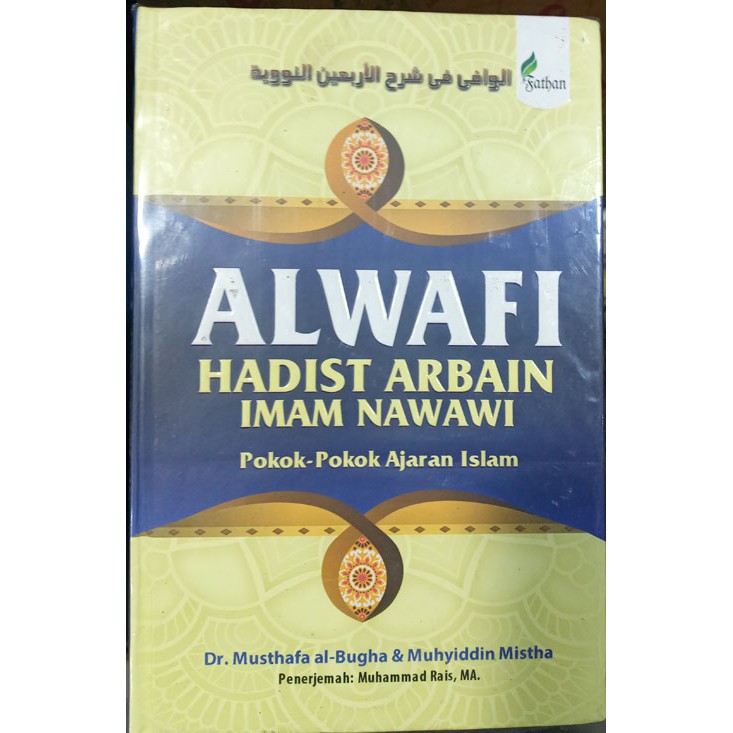 الوافي في شرح الأربعين النووية
Fathan
ALWAFI
HADIST ARBAIN
IMAM NAWAWI
Pokok-Pokok Ajaran Islam
Dr. Musthafa al-Bugha & Muhyiddin Mistha
Penerjemah: Muhammad Rais, MA.